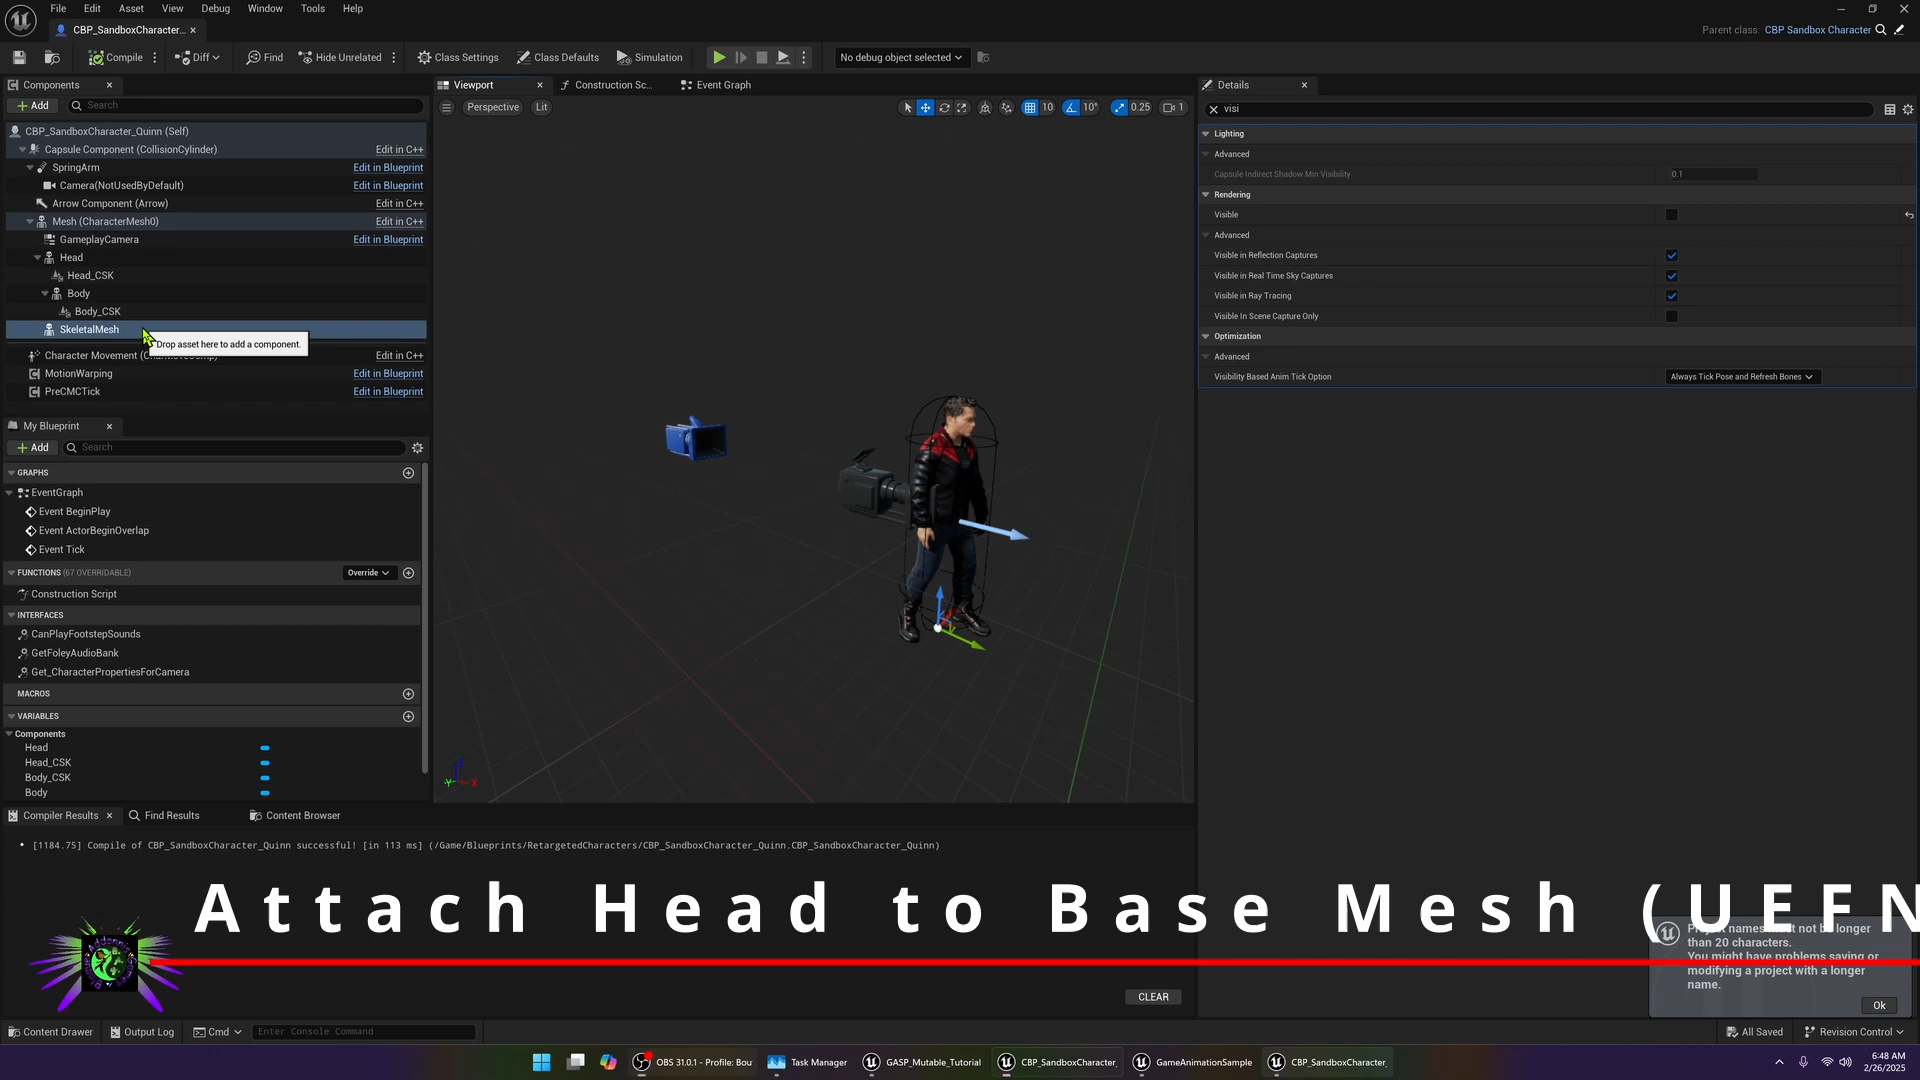 File Edit Asset View Debug Window Tools Help
CBP_SandboxCharacter...
Parent class: CBP Sandbox Character
Compile Diff Find Hide Unrelated Class Settings Class Defaults Simulation No debug object selected
Components
Add Search
CBP_SandboxCharacter_Quinn (Self)
Capsule Component (CollisionCylinder) Edit in C++
SpringArm Edit in Blueprint
Camera(NotUsedByDefault) Edit in Blueprint
Arrow Component (Arrow) Edit in C++
Mesh (CharacterMesh0) Edit in C++
GameplayCamera Edit in Blueprint
Head
Head_CSK
Body
Body_CSK
SkeletalMesh
Drop asset here to add a component.
Character Movement ( Edit in C++
MotionWarping Edit in Blueprint
PreCMCTick Edit in Blueprint
My Blueprint
Add Search
GRAPHS
EventGraph
Event BeginPlay
Event ActorBeginOverlap
Event Tick
FUNCTIONS (67 OVERRIDABLE) Override
Construction Script
INTERFACES
CanPlayFootstepSounds
GetFoleyAudioBank
Get_CharacterPropertiesForCamera
MACROS
VARIABLES
Components
Head
Head_CSK
Body_CSK
Body
Viewport Construction Sc... Event Graph
Perspective Lit 10 10° 0.25 1
Details
visi
Lighting
Advanced
Capsule Indirect Shadow Min Visibility 0.1
Rendering
Visible
Advanced
Visible in Reflection Captures
Visible in Real Time Sky Captures
Visible in Ray Tracing
Visible In Scene Capture Only
Optimization
Advanced
Visibility Based Anim Tick Option Always Tick Pose and Refresh Bones
Compiler Results Find Results Content Browser
[1184.75] Compile of CBP_SandboxCharacter_Quinn successful! [in 113 ms] (/Game/Blueprints/RetargetedCharacters/CBP_SandboxCharacter_Quinn.CBP_SandboxCharacter_Quinn)
Attach Head to Base Mesh (UEFN
Project names must not be longer
than 20 characters.
You might have problems saving or
modifying a project with a longer
name.
Ok
CLEAR
Content Drawer Output Log Cmd Enter Console Command All Saved Revision Control
OBS 31.0.1 - Profile: Bou Task Manager GASP_Mutable_Tutorial CBP_SandboxCharacter_ GameAnimationSample CBP_SandboxCharacter_
6:48 AM
2/26/2025